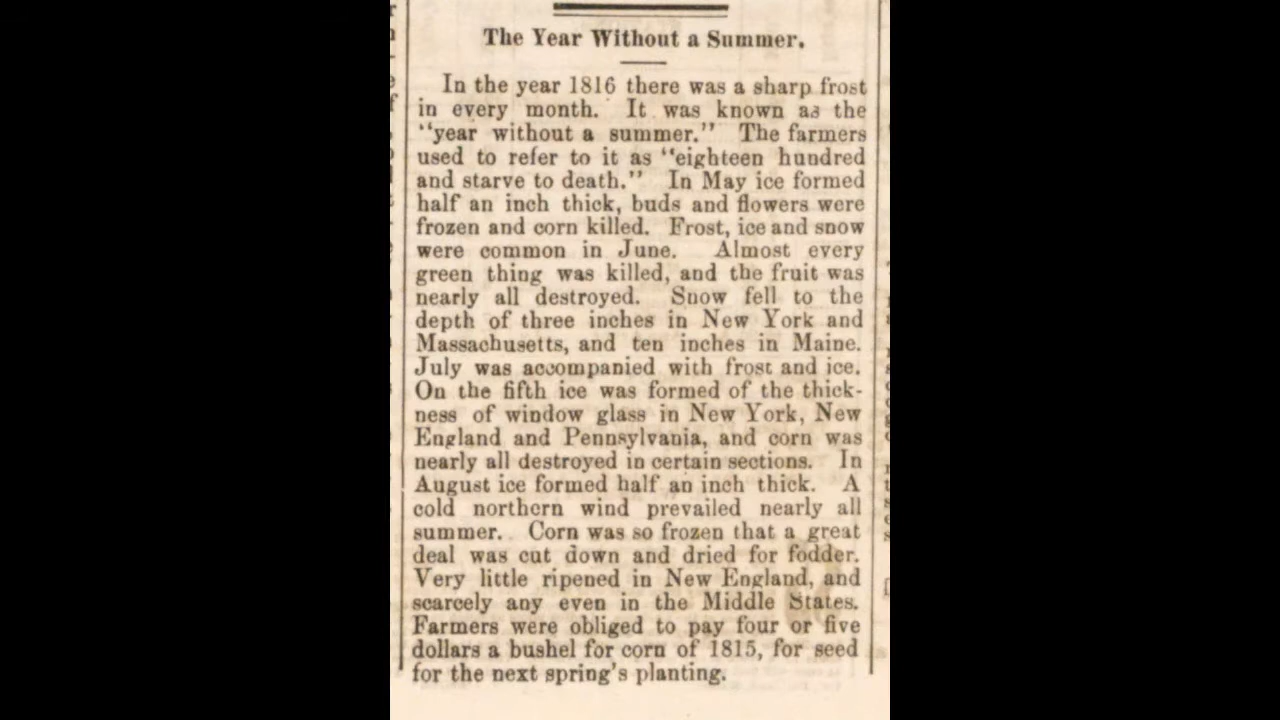 The Year Without a Summer.
In the year 1816 there was a sharp frost
in every month. It was known as the
"year without a summer." The farmers
used to refer to it as "eighteen hundred
and starve to death." In May ice formed
half an inch thick, buds and flowers were
frozen and corn killed. Frost, ice and snow
were common in June. Almost every
green thing was killed, and the fruit was
nearly all destroyed. Snow fell to the
depth of three inches in New York and
Massachusetts, and ten inches in Maine.
July was accompanied with frost and ice.
On the fifth ice was formed of the thick-
ness of window glass in New York, New
England and Pennsylvania, and corn was
nearly all destroyed in certain sections. In
August ice formed half an inch thick. A
cold northern wind prevailed nearly all
summer. Corn was so frozen that a great
deal was cut down and dried for fodder.
Very little ripened in New England, and
scarcely any even in the Middle States.
Farmers were obliged to pay four or five
dollars a bushel for corn of 1815, for seed
for the next spring's planting.